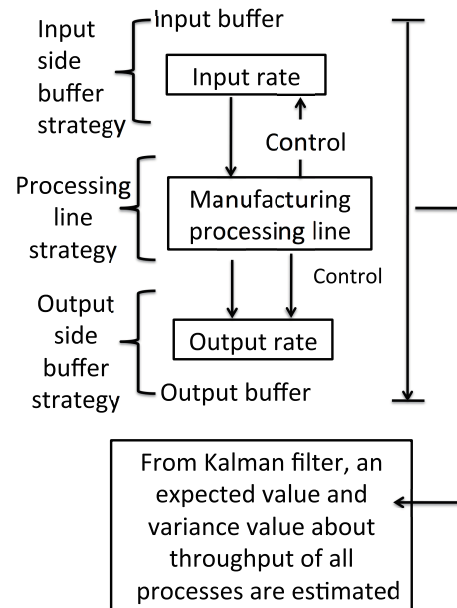 Input
side
buffer
strategy
Input buffer
Input rate
Control
Processing
line
strategy
Manufacturing
processing line
Control
Output
side
buffer
strategy
Output rate
Output buffer
From Kalman filter, an
expected value and
variance value about
throughput of all
processes are estimated